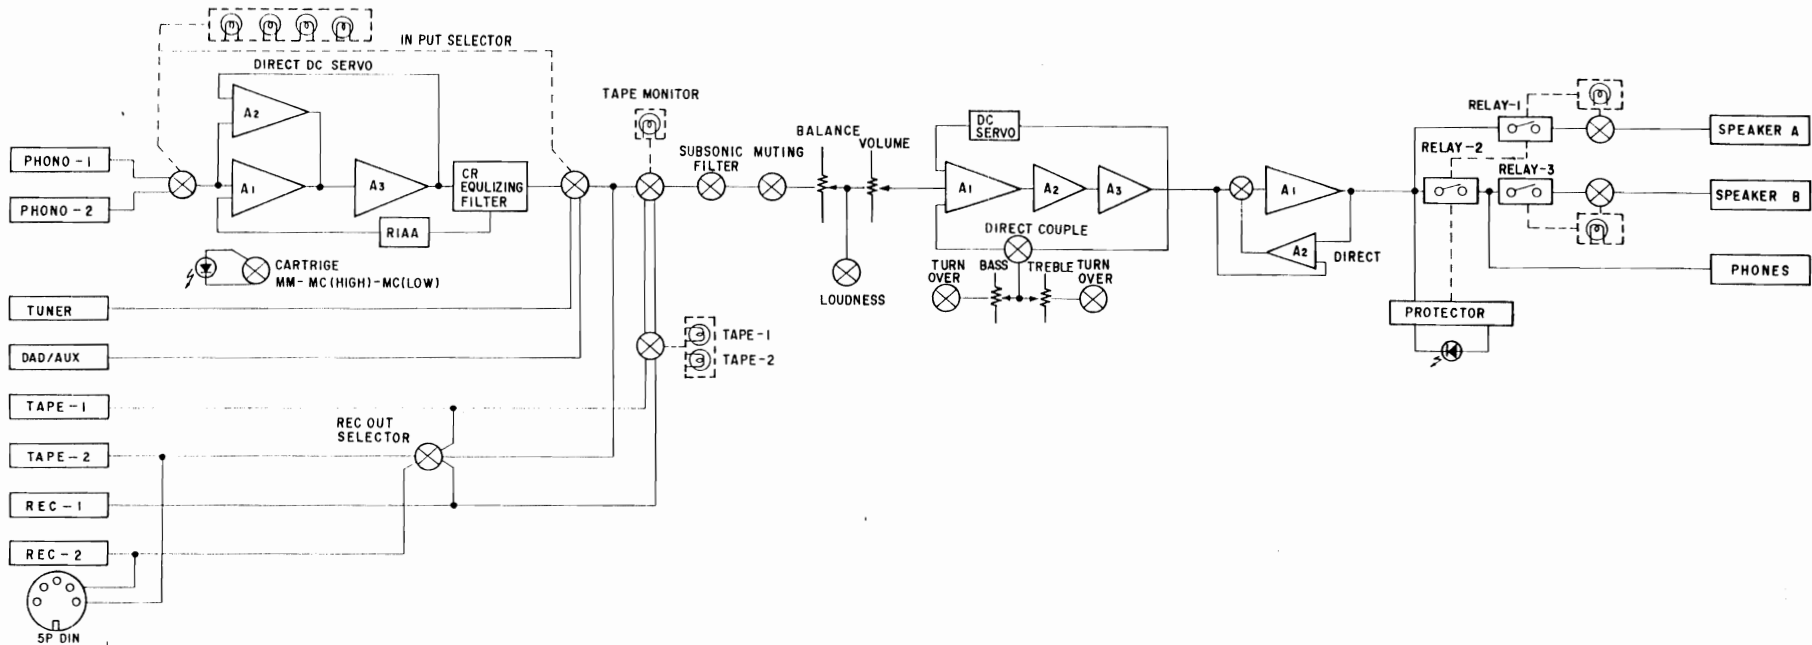 IN PUT SELECTOR
DIRECT DC SERVO
A2
PHONO-1
PHONO-2
A1
A3
CR
EQULIZING
FILTER
RIAA
CARTRIGE
MM-MC(HIGH)-MC(LOW)
TAPE MONITOR
SUBSONIC
FILTER
MUTING
BALANCE
VOLUME
LOUDNESS
DC
SERVO
A1
A2
A3
DIRECT COUPLE
TURN
OVER
BASS
TREBLE
TURN
OVER
A1
A2
DIRECT
RELAY-1
RELAY-2
RELAY-3
SPEAKER A
SPEAKER B
PHONES
PROTECTOR
TUNER
DAD/AUX
TAPE-1
TAPE-2
TAPE-1
REC OUT
SELECTOR
TAPE-2
REC-1
REC-2
5P DIN